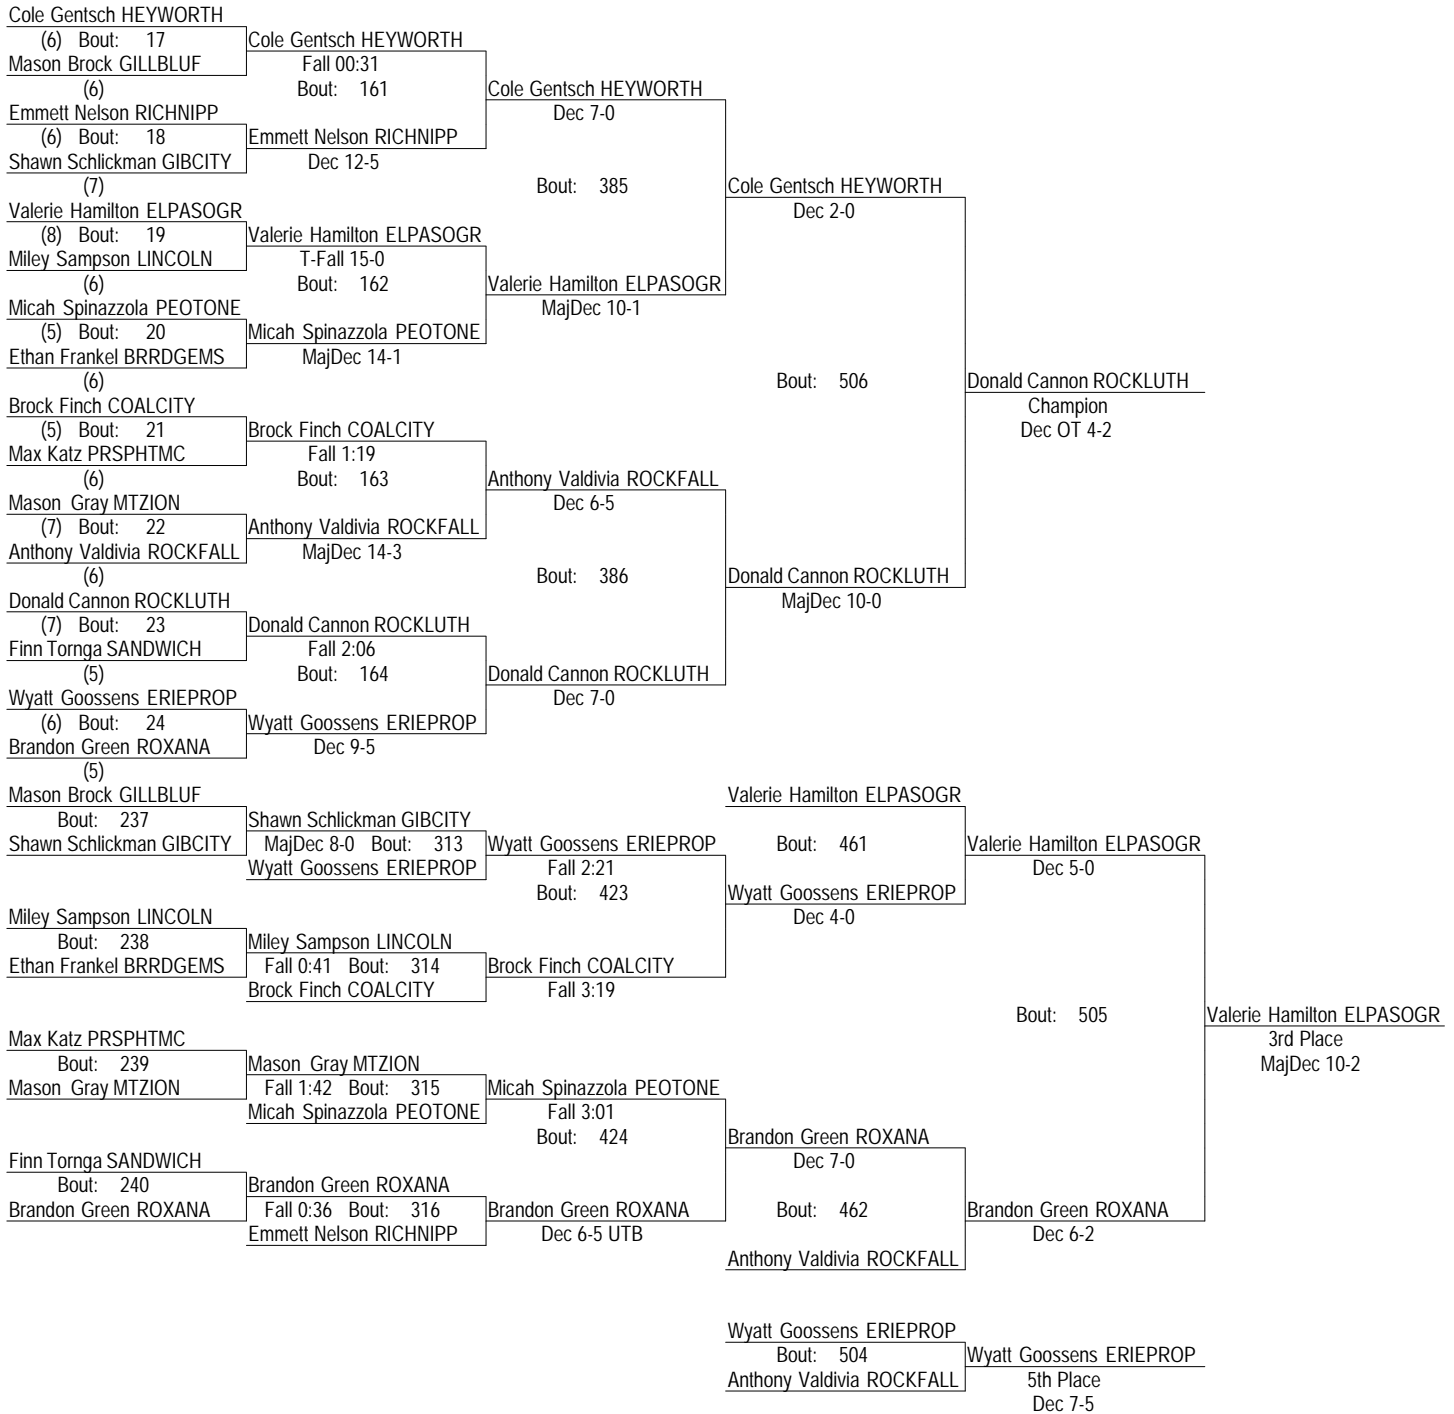 Cole Gentsch HEYWORTH
(6) Bout: 17
Cole Gentsch HEYWORTH
Mason Brock GILLBLUF
Fall 00:31
(6)
Bout: 161
Cole Gentsch HEYWORTH
Emmett Nelson RICHNIPP
Dec 7-0
(6) Bout: 18
Emmett Nelson RICHNIPP
Shawn Schlickman GIBCITY
Dec 12-5
(7)
Bout: 385
Cole Gentsch HEYWORTH
Valerie Hamilton ELPASOGR
Dec 2-0
(8) Bout: 19
Valerie Hamilton ELPASOGR
Miley Sampson LINCOLN
T-Fall 15-0
(6)
Bout: 162
Valerie Hamilton ELPASOGR
Micah Spinazzola PEOTONE
MajDec 10-1
(5) Bout: 20
Micah Spinazzola PEOTONE
Ethan Frankel BRRDGEMS
MajDec 14-1
(6)
Bout: 506
Donald Cannon ROCKLUTH
Brock Finch COALCITY
Champion
(5) Bout: 21
Brock Finch COALCITY
Dec OT 4-2
Max Katz PRSPHTMC
Fall 1:19
(6)
Bout: 163
Anthony Valdivia ROCKFALL
Mason Gray MTZION
Dec 6-5
(7) Bout: 22
Anthony Valdivia ROCKFALL
Anthony Valdivia ROCKFALL
MajDec 14-3
(6)
Bout: 386
Donald Cannon ROCKLUTH
Donald Cannon ROCKLUTH
MajDec 10-0
(7) Bout: 23
Donald Cannon ROCKLUTH
Finn Tornga SANDWICH
Fall 2:06
(5)
Bout: 164
Donald Cannon ROCKLUTH
Wyatt Goossens ERIEPROP
Dec 7-0
(6) Bout: 24
Wyatt Goossens ERIEPROP
Brandon Green ROXANA
Dec 9-5
(5)
Mason Brock GILLBLUF
Valerie Hamilton ELPASOGR
Bout: 237
Shawn Schlickman GIBCITY
Shawn Schlickman GIBCITY
MajDec 8-0 Bout: 313
Wyatt Goossens ERIEPROP
Bout: 461
Valerie Hamilton ELPASOGR
Wyatt Goossens ERIEPROP
Fall 2:21
Dec 5-0
Bout: 423
Wyatt Goossens ERIEPROP
Miley Sampson LINCOLN
Dec 4-0
Bout: 238
Miley Sampson LINCOLN
Ethan Frankel BRRDGEMS
Fall 0:41 Bout: 314
Brock Finch COALCITY
Brock Finch COALCITY
Fall 3:19
Bout: 505
Valerie Hamilton ELPASOGR
Max Katz PRSPHTMC
3rd Place
Bout: 239
Mason Gray MTZION
MajDec 10-2
Mason Gray MTZION
Fall 1:42 Bout: 315
Micah Spinazzola PEOTONE
Micah Spinazzola PEOTONE
Fall 3:01
Bout: 424
Brandon Green ROXANA
Finn Tornga SANDWICH
Dec 7-0
Bout: 240
Brandon Green ROXANA
Brandon Green ROXANA
Fall 0:36 Bout: 316
Brandon Green ROXANA
Bout: 462
Brandon Green ROXANA
Emmett Nelson RICHNIPP
Dec 6-5 UTB
Dec 6-2
Anthony Valdivia ROCKFALL
Wyatt Goossens ERIEPROP
Bout: 504
Wyatt Goossens ERIEPROP
Anthony Valdivia ROCKFALL
5th Place
Dec 7-5